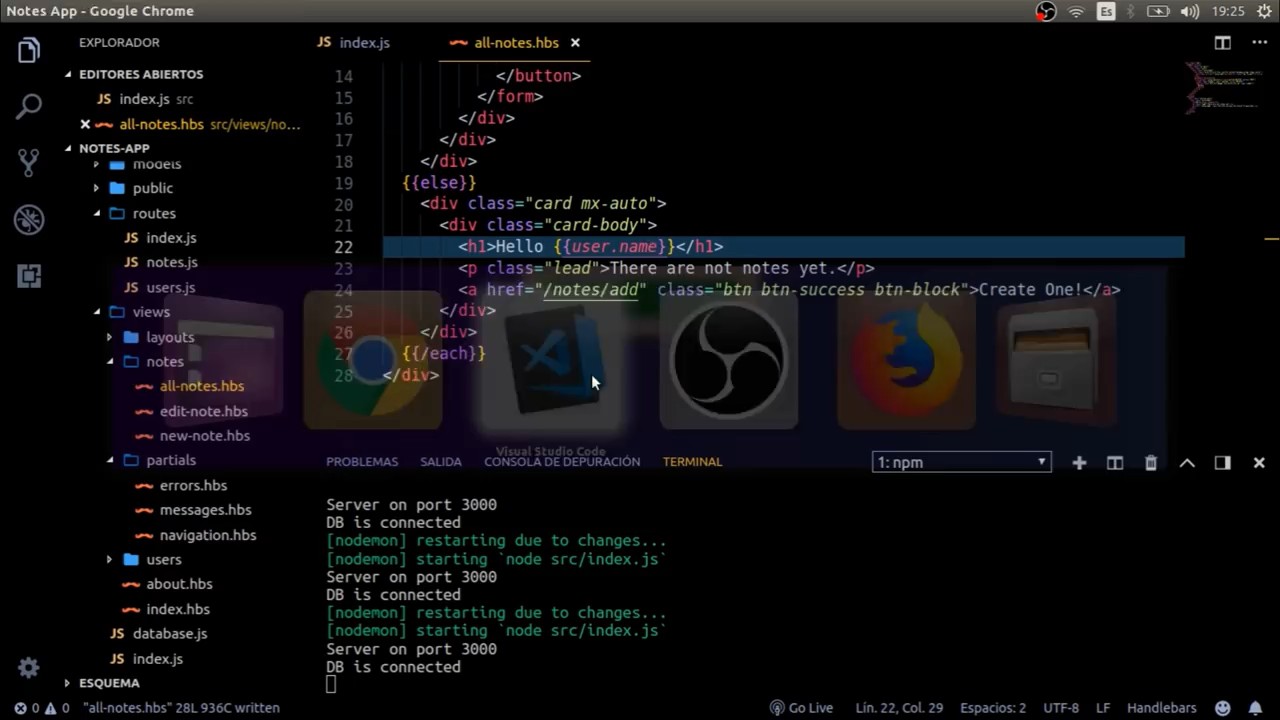 Notes App - Google Chrome
Es
19:25
EXPLORADOR
EDITORES ABIERTOS
JS index.js src
all-notes.hbs src/views/no...
NOTES-APP
models
public
routes
JS index.js
JS notes.js
JS users.js
views
layouts
notes
all-notes.hbs
edit-note.hbs
new-note.hbs
partials
errors.hbs
messages.hbs
navigation.hbs
users
about.hbs
index.hbs
JS database.js
JS index.js
ESQUEMA
JS index.js
all-notes.hbs
14 </button>
15 </form>
16 </div>
17 </div>
18 </div>
19 {{else}}
20 <div class="card mx-auto">
21 <div class="card-body">
22 <h1>Hello {{user.name}}</h1>
23 <p class="lead">There are not notes yet.</p>
24 <a href="/notes/add" class="btn btn-success btn-block">Create One!</a>
25 </div>
26 </div>
27 {{/each}}
28 </div>
Visual Studio Code
PROBLEMAS SALIDA CONSOLA DE DEPURACIÓN TERMINAL
1: npm
Server on port 3000
DB is connected
[nodemon] restarting due to changes...
[nodemon] starting `node src/index.js`
Server on port 3000
DB is connected
[nodemon] restarting due to changes...
[nodemon] starting `node src/index.js`
Server on port 3000
DB is connected
0 0 "all-notes.hbs" 28L 936C written
Go Live Lín. 22, Col. 29 Espacios: 2 UTF-8 LF Handlebars